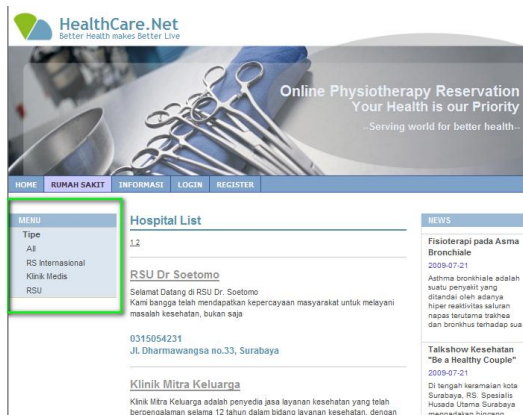 HealthCare.Net
Better Health makes Better Live
Online Physiotherapy Reservation
Your Health is our Priority
--Serving world for better health--
HOME RUMAH SAKIT INFORMASI LOGIN REGISTER
MENU
Tipe
All
RS Internasional
Klinik Medis
RSU
Hospital List
1 2
RSU Dr Soetomo
Selamat Datang di RSU Dr. Soetomo
Kami bangga telah mendapatkan kepercayaan masyarakat untuk melayani
masalah kesehatan, bukan saja
0315054231
Jl. Dharmawangsa no.33, Surabaya
Klinik Mitra Keluarga
Klinik Mitra Keluarga adalah penyedia jasa layanan kesehatan yang telah
berpengalaman selama 12 tahun dalam bidang layanan kesehatan, dengan
NEWS
Fisioterapi pada Asma
Bronchiale
2009-07-21
Asthma bronkhiale adalah
suatu penyakit yang
ditandai oleh adanya
hiper reaktivitas saluran
napas terutama trakhea
dan bronkhus terhadap sua
Talkshow Kesehatan
"Be a Healthy Couple"
2009-07-21
Di tengah keramaian kota
Surabaya, RS. Spesialis
Husada Utama Surabaya
mengadakan bincang